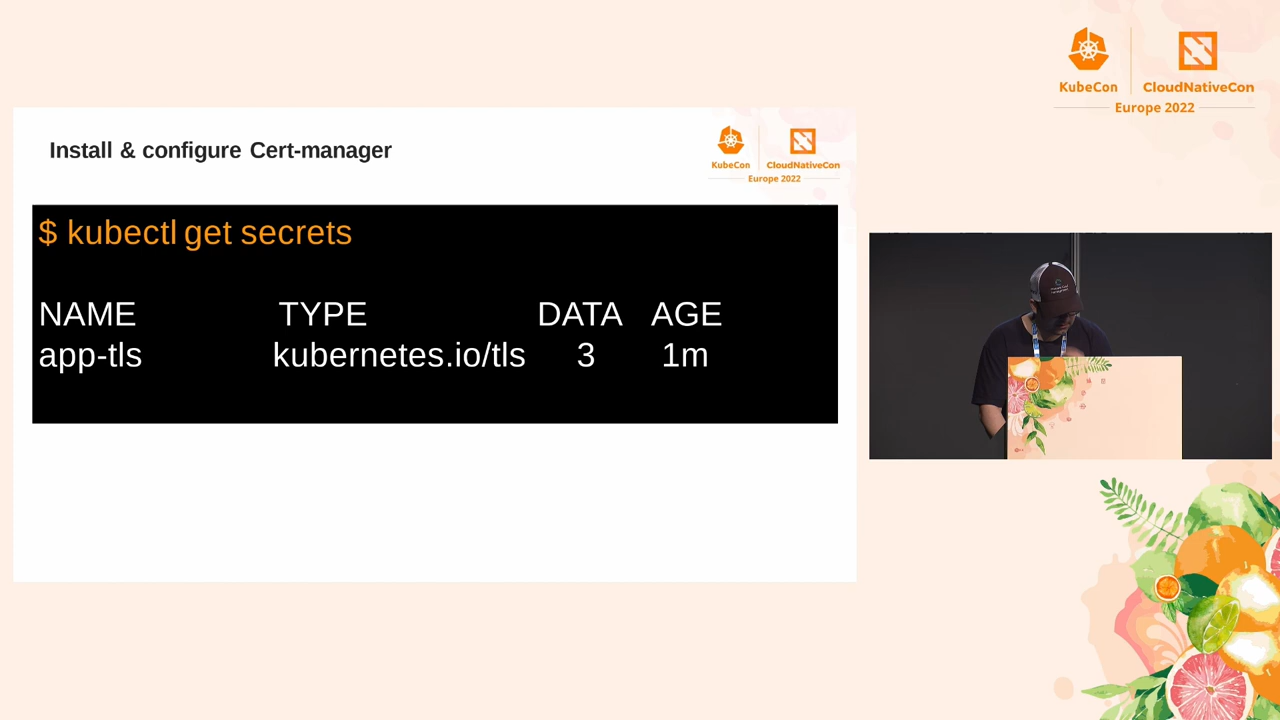 KubeCon
CloudNativeCon
Europe 2022
Install & configure Cert-manager
KubeCon
CloudNativeCon
Europe 2022
$ kubectl get secrets
NAME TYPE DATA AGE
app-tls kubernetes.io/tls 3 1m